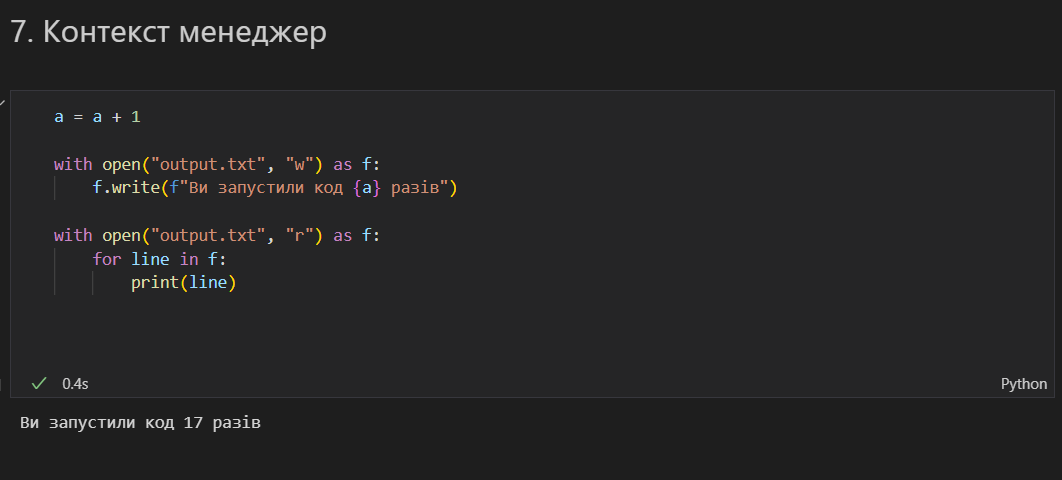 7. Контекст менеджер
a = a + 1
with open("output.txt", "w") as f:
    f.write(f"Ви запустили код {a} разів")
with open("output.txt", "r") as f:
    for line in f:
        print(line)
0.4s
Python
Ви запустили код 17 разів